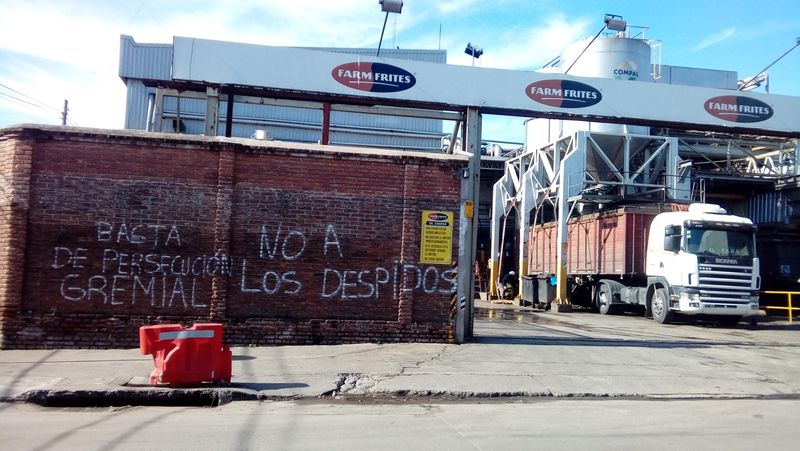 FARM FRITES
FARM FRITES
FARM FRITES
COMPAL
BASTA
DE PERSECUCIÓN
GREMIAL
NO A
LOS DESPIDOS
SCANIA